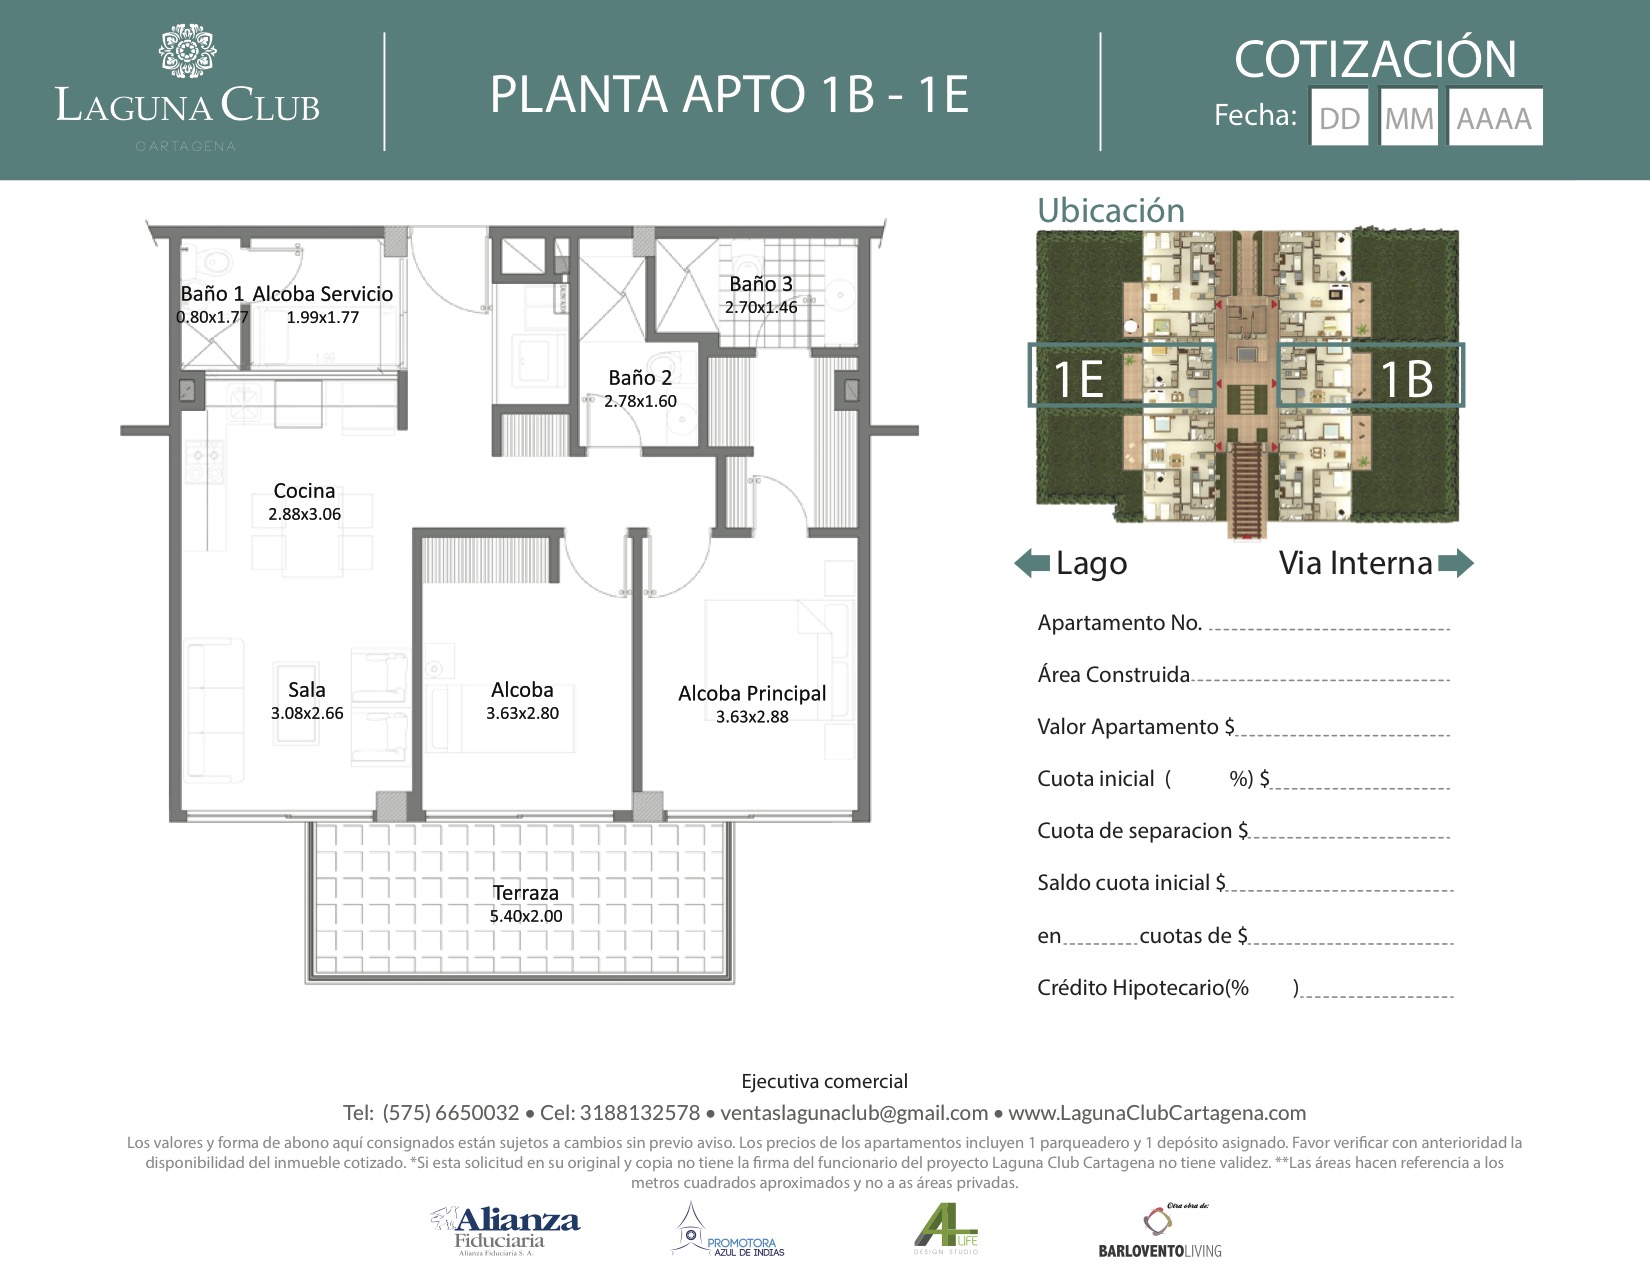 LAGUNA CLUB
CARTAGENA
PLANTA APTO 1B - 1E
COTIZACIÓN
Fecha: DD MM AAAA
Baño 1
0.80x1.77
Alcoba Servicio
1.99x1.77
1.99
Baño 3
2.70x1.46
Baño 2
2.78x1.60
Cocina
2.88x3.06
Sala
3.08x2.66
Alcoba
3.63x2.80
Alcoba Principal
3.63x2.88
Terraza
5.40x2.00
Ubicación
1E
1B
Lago
Via Interna
Apartamento No.
Área Construida
Valor Apartamento $
Cuota inicial ( %) $
Cuota de separacion $
Saldo cuota inicial $
en cuotas de $
Crédito Hipotecario(% )
Ejecutiva comercial
Tel: (575) 6650032 • Cel: 3188132578 • ventaslagunaclub@gmail.com • www.LagunaClubCartagena.com
Los valores y forma de abono aquí consignados están sujetos a cambios sin previo aviso. Los precios de los apartamentos incluyen 1 parqueadero y 1 depósito asignado. Favor verificar con anterioridad la
disponibilidad del inmueble cotizado. *Si esta solicitud en su original y copia no tiene la firma del funcionario del proyecto Laguna Club Cartagena no tiene validez. **Las áreas hacen referencia a los
metros cuadrados aproximados y no a as áreas privadas.
Alianza
Fiduciaria
Alianza Fiduciaria S. A.
PROMOTORA
AZUL DE INDIAS
A4 LIFE
DESIGN STUDIO
Otra obra de:
BARLOVENTO LIVING